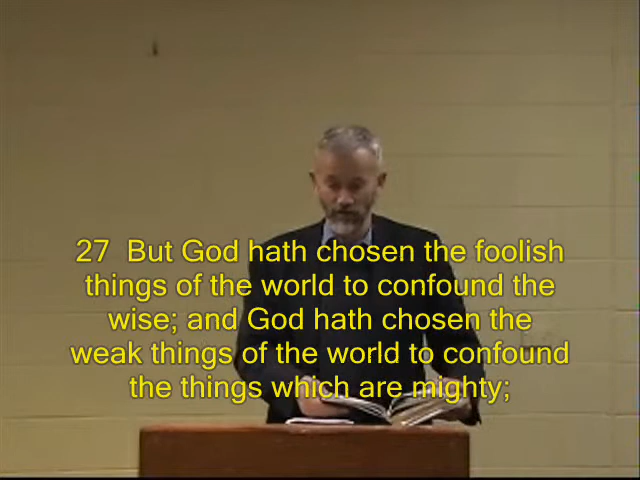 27 But God hath chosen the foolish
things of the world to confound the
wise; and God hath chosen the
weak things of the world to confound
the things which are mighty;